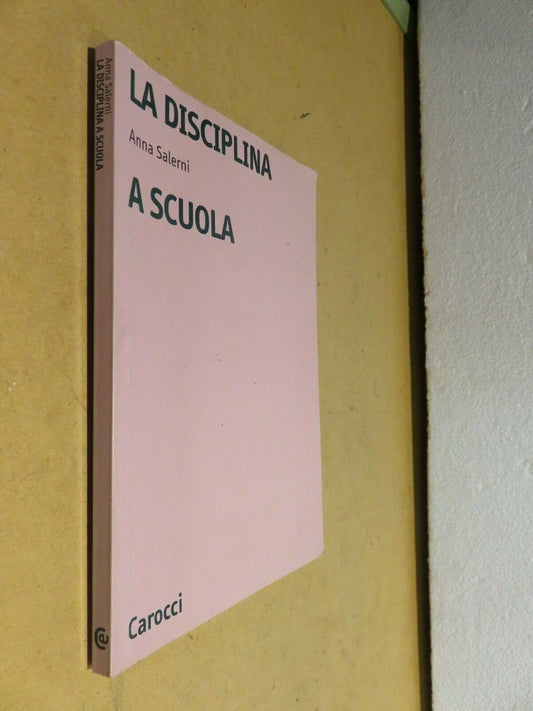 Anna Salerni
LA DISCIPLINA A SCUOLA
LA DISCIPLINA
Anna Salerni
A SCUOLA
Carocci